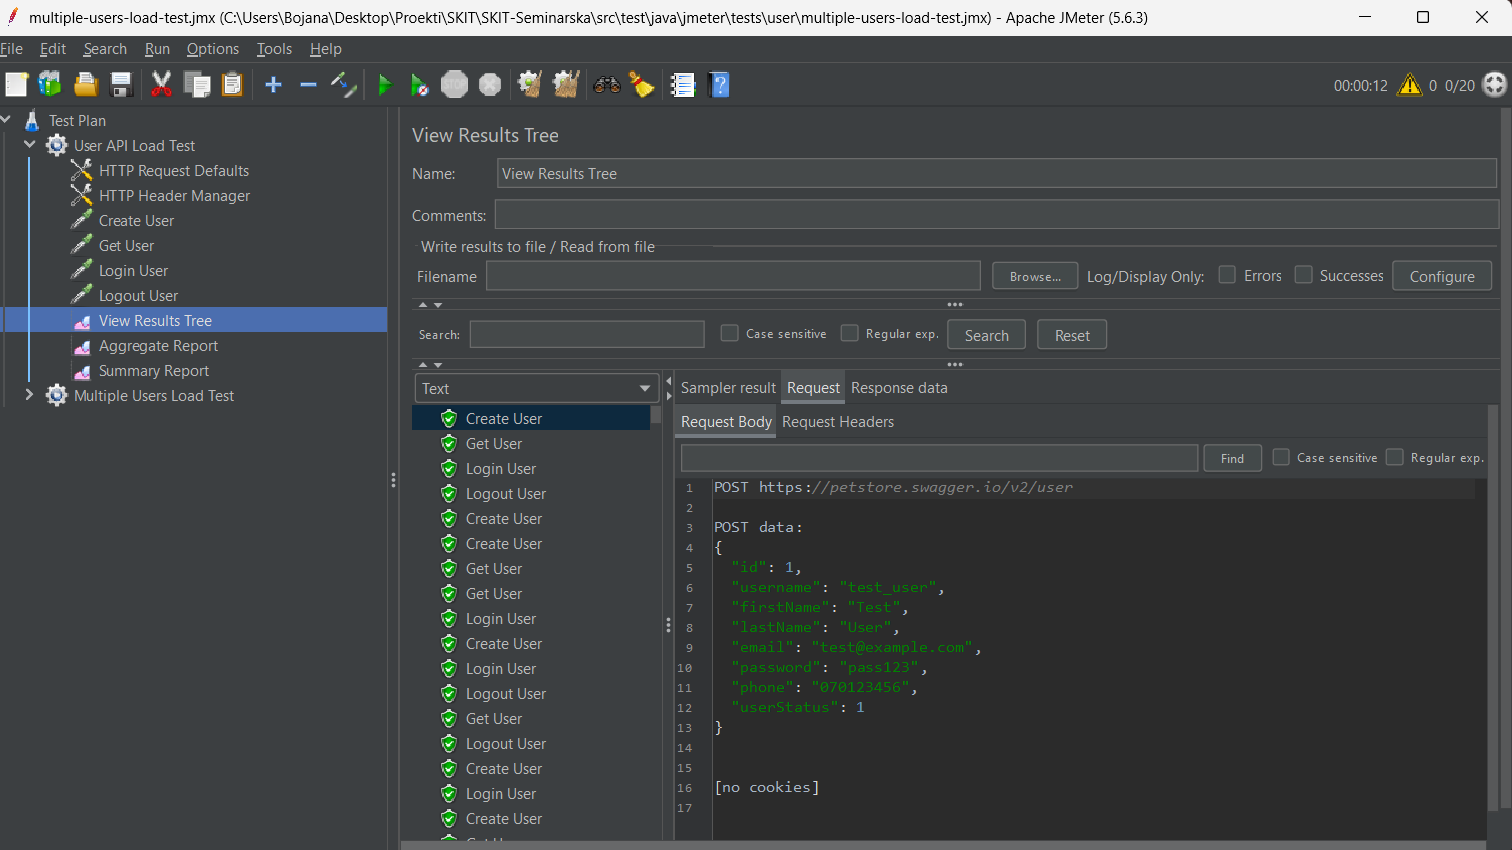 multiple-users-load-test.jmx (C:\Users\Bojana\Desktop\Proekti\SKIT\SKIT-Seminarska\src\test\java\jmeter\tests\user\multiple-users-load-test.jmx) - Apache JMeter (5.6.3)
File Edit Search Run Options Tools Help
00:00:12 0 0/20
Test Plan
User API Load Test
HTTP Request Defaults
HTTP Header Manager
Create User
Get User
Login User
Logout User
View Results Tree
Aggregate Report
Summary Report
Multiple Users Load Test
View Results Tree
Name: View Results Tree
Comments:
Write results to file / Read from file
Filename Browse... Log/Display Only: Errors Successes Configure
Search: Case sensitive Regular exp. Search Reset
Text
Create User
Get User
Login User
Logout User
Create User
Create User
Get User
Get User
Login User
Create User
Login User
Logout User
Get User
Logout User
Create User
Login User
Create User
Sampler result Request Response data
Request Body Request Headers
Find Case sensitive Regular exp.
1 POST https://petstore.swagger.io/v2/user
2
3 POST data:
4 {
5 "id": 1,
6 "username": "test_user",
7 "firstName": "Test",
8 "lastName": "User",
9 "email": "test@example.com",
10 "password": "pass123",
11 "phone": "070123456",
12 "userStatus": 1
13 }
14
15
16 [no cookies]
17